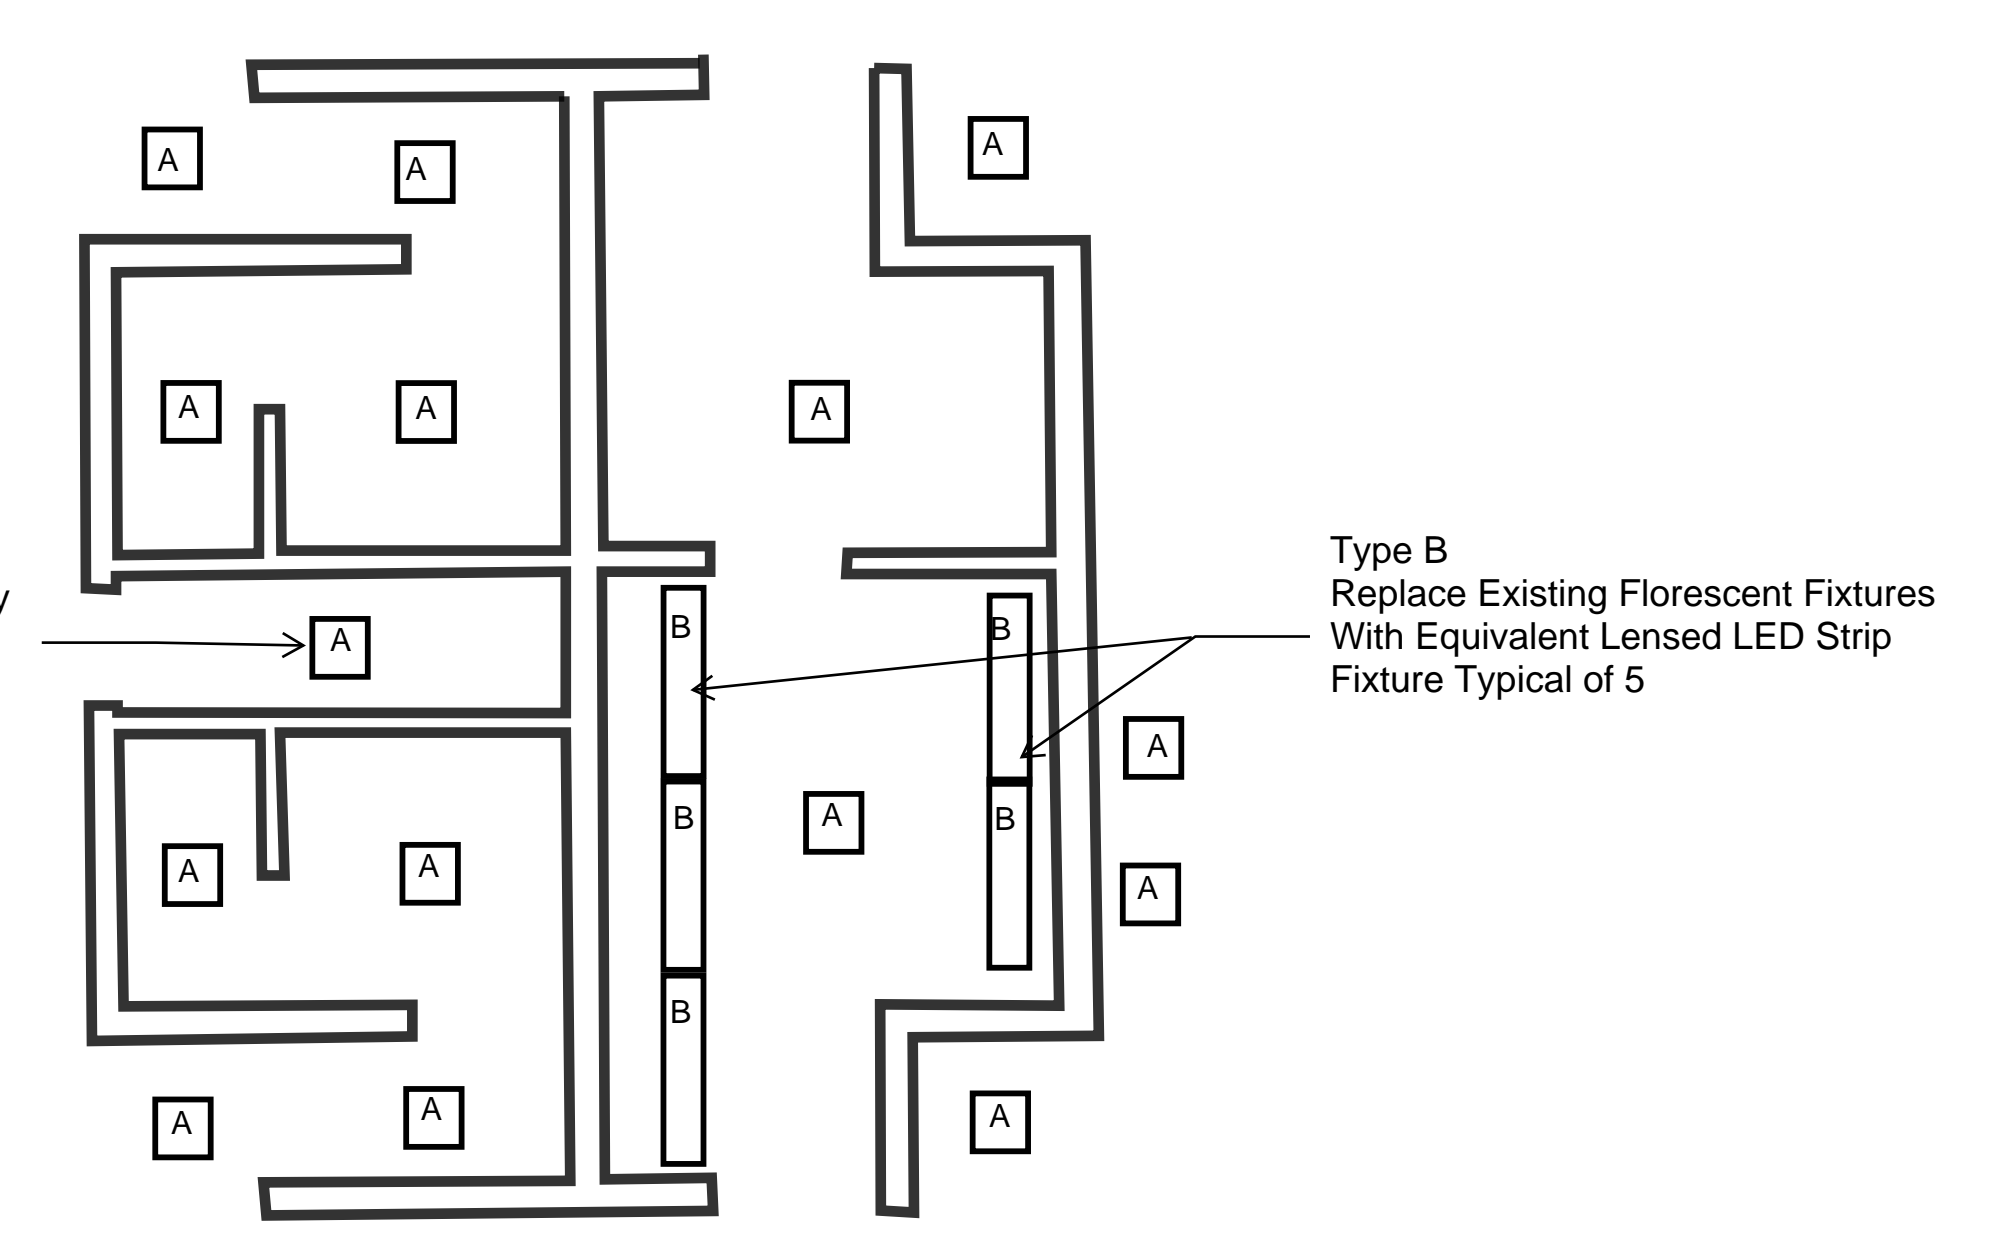 A
A
A
A
A
A
y
A
B
B
Type B
Replace Existing Florescent Fixtures
With Equivalent Lensed LED Strip
Fixture Typical of 5
A
B
A
B
A
A
A
B
A
A
A